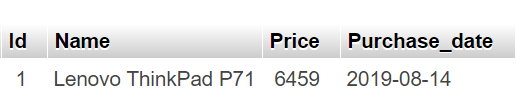 Id Name Price Purchase_date
1 Lenovo ThinkPad P71 6459 2019-08-14